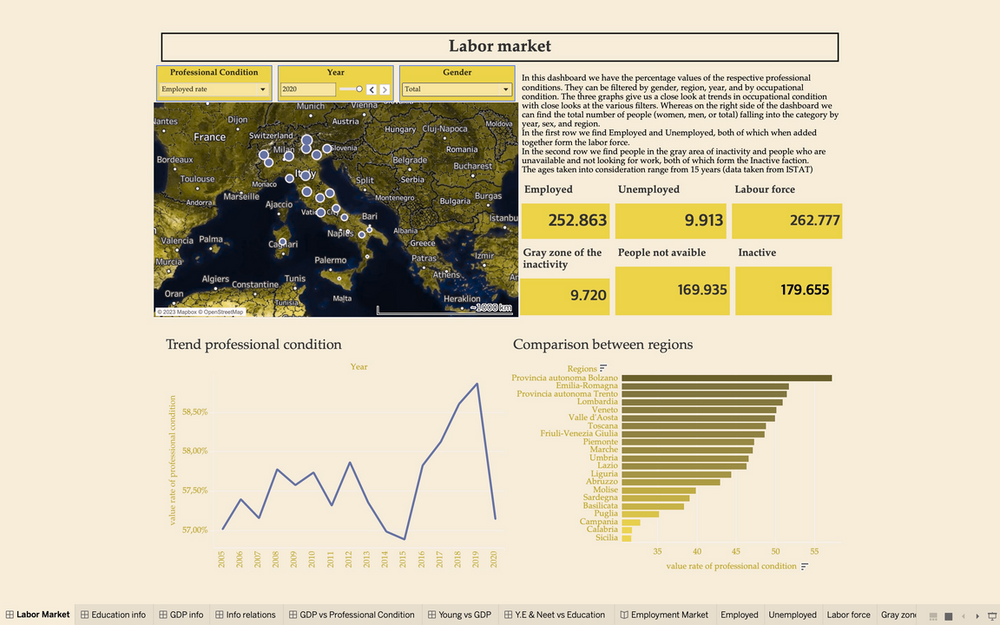 Labor market
Professional Condition
Employed rate
Year
2020
Gender
Total
In this dashboard we have the percentage values of the respective professional
conditions. They can be filtered by gender, region, year, and by occupational
condition. The three graphs give us a close look at trends in occupational condition
with close looks at the various filters. Whereas on the right side of the dashboard we
can find the total number of people (women, men, or total) falling into the category by
year, sex, and region.
In the first row we find Employed and Unemployed, both of which when added
together form the labor force.
In the second row we find people in the gray area of inactivity and people who are
unavailable and not looking for work, both of which form the Inactive faction.
The ages taken into consideration range from 15 years (data taken from ISTAT)
Munich
Vienna
Slovakia
Nantes
Dijon
Austria
Hungary
Cluj-Napoca
Moldova
France
Switzerland
Milan
Slovenia
Romania
Bordeaux
Belgrade
Bucharest
Toulouse
Monaco
Italy
Split
Serbia
Marseille
Montenegro
Bulgaria
Burgas
Andorra
Ajaccio
Vatican City
Bari
Istanbu
Valencia
Palma
Cagliari
Naples
Albania
Greece
Murcia
Palermo
Patras
Izmir
Algiers
Constantine
Tunis
Athens
An
Oran
Malta
Tunisia
Heraklion
© 2023 Mapbox © OpenStreetMap
~1000 km
Employed
Unemployed
Labour force
252.863
9.913
262.777
Gray zone of the
inactivity
People not avaible
Inactive
9.720
169.935
179.655
Trend professional condition
Year
value rate of professional condition
58,50%
58,00%
57,50%
57,00%
2005
2006
2007
2008
2009
2010
2011
2012
2013
2014
2015
2016
2017
2018
2019
2020
Comparison between regions
Regions
Provincia autonoma Bolzano
Emilia-Romagna
Provincia autonoma Trento
Lombardia
Veneto
Valle d'Aosta
Toscana
Friuli-Venezia Giulia
Piemonte
Marche
Umbria
Lazio
Liguria
Abruzzo
Molise
Sardegna
Basilicata
Puglia
Campania
Calabria
Sicilia
35
40
45
50
55
value rate of professional condition
Labor Market
Education info
GDP info
Info relations
GDP vs Professional Condition
Young vs GDP
Y.E & Neet vs Education
Employment Market
Employed
Unemployed
Labor force
Gray zon